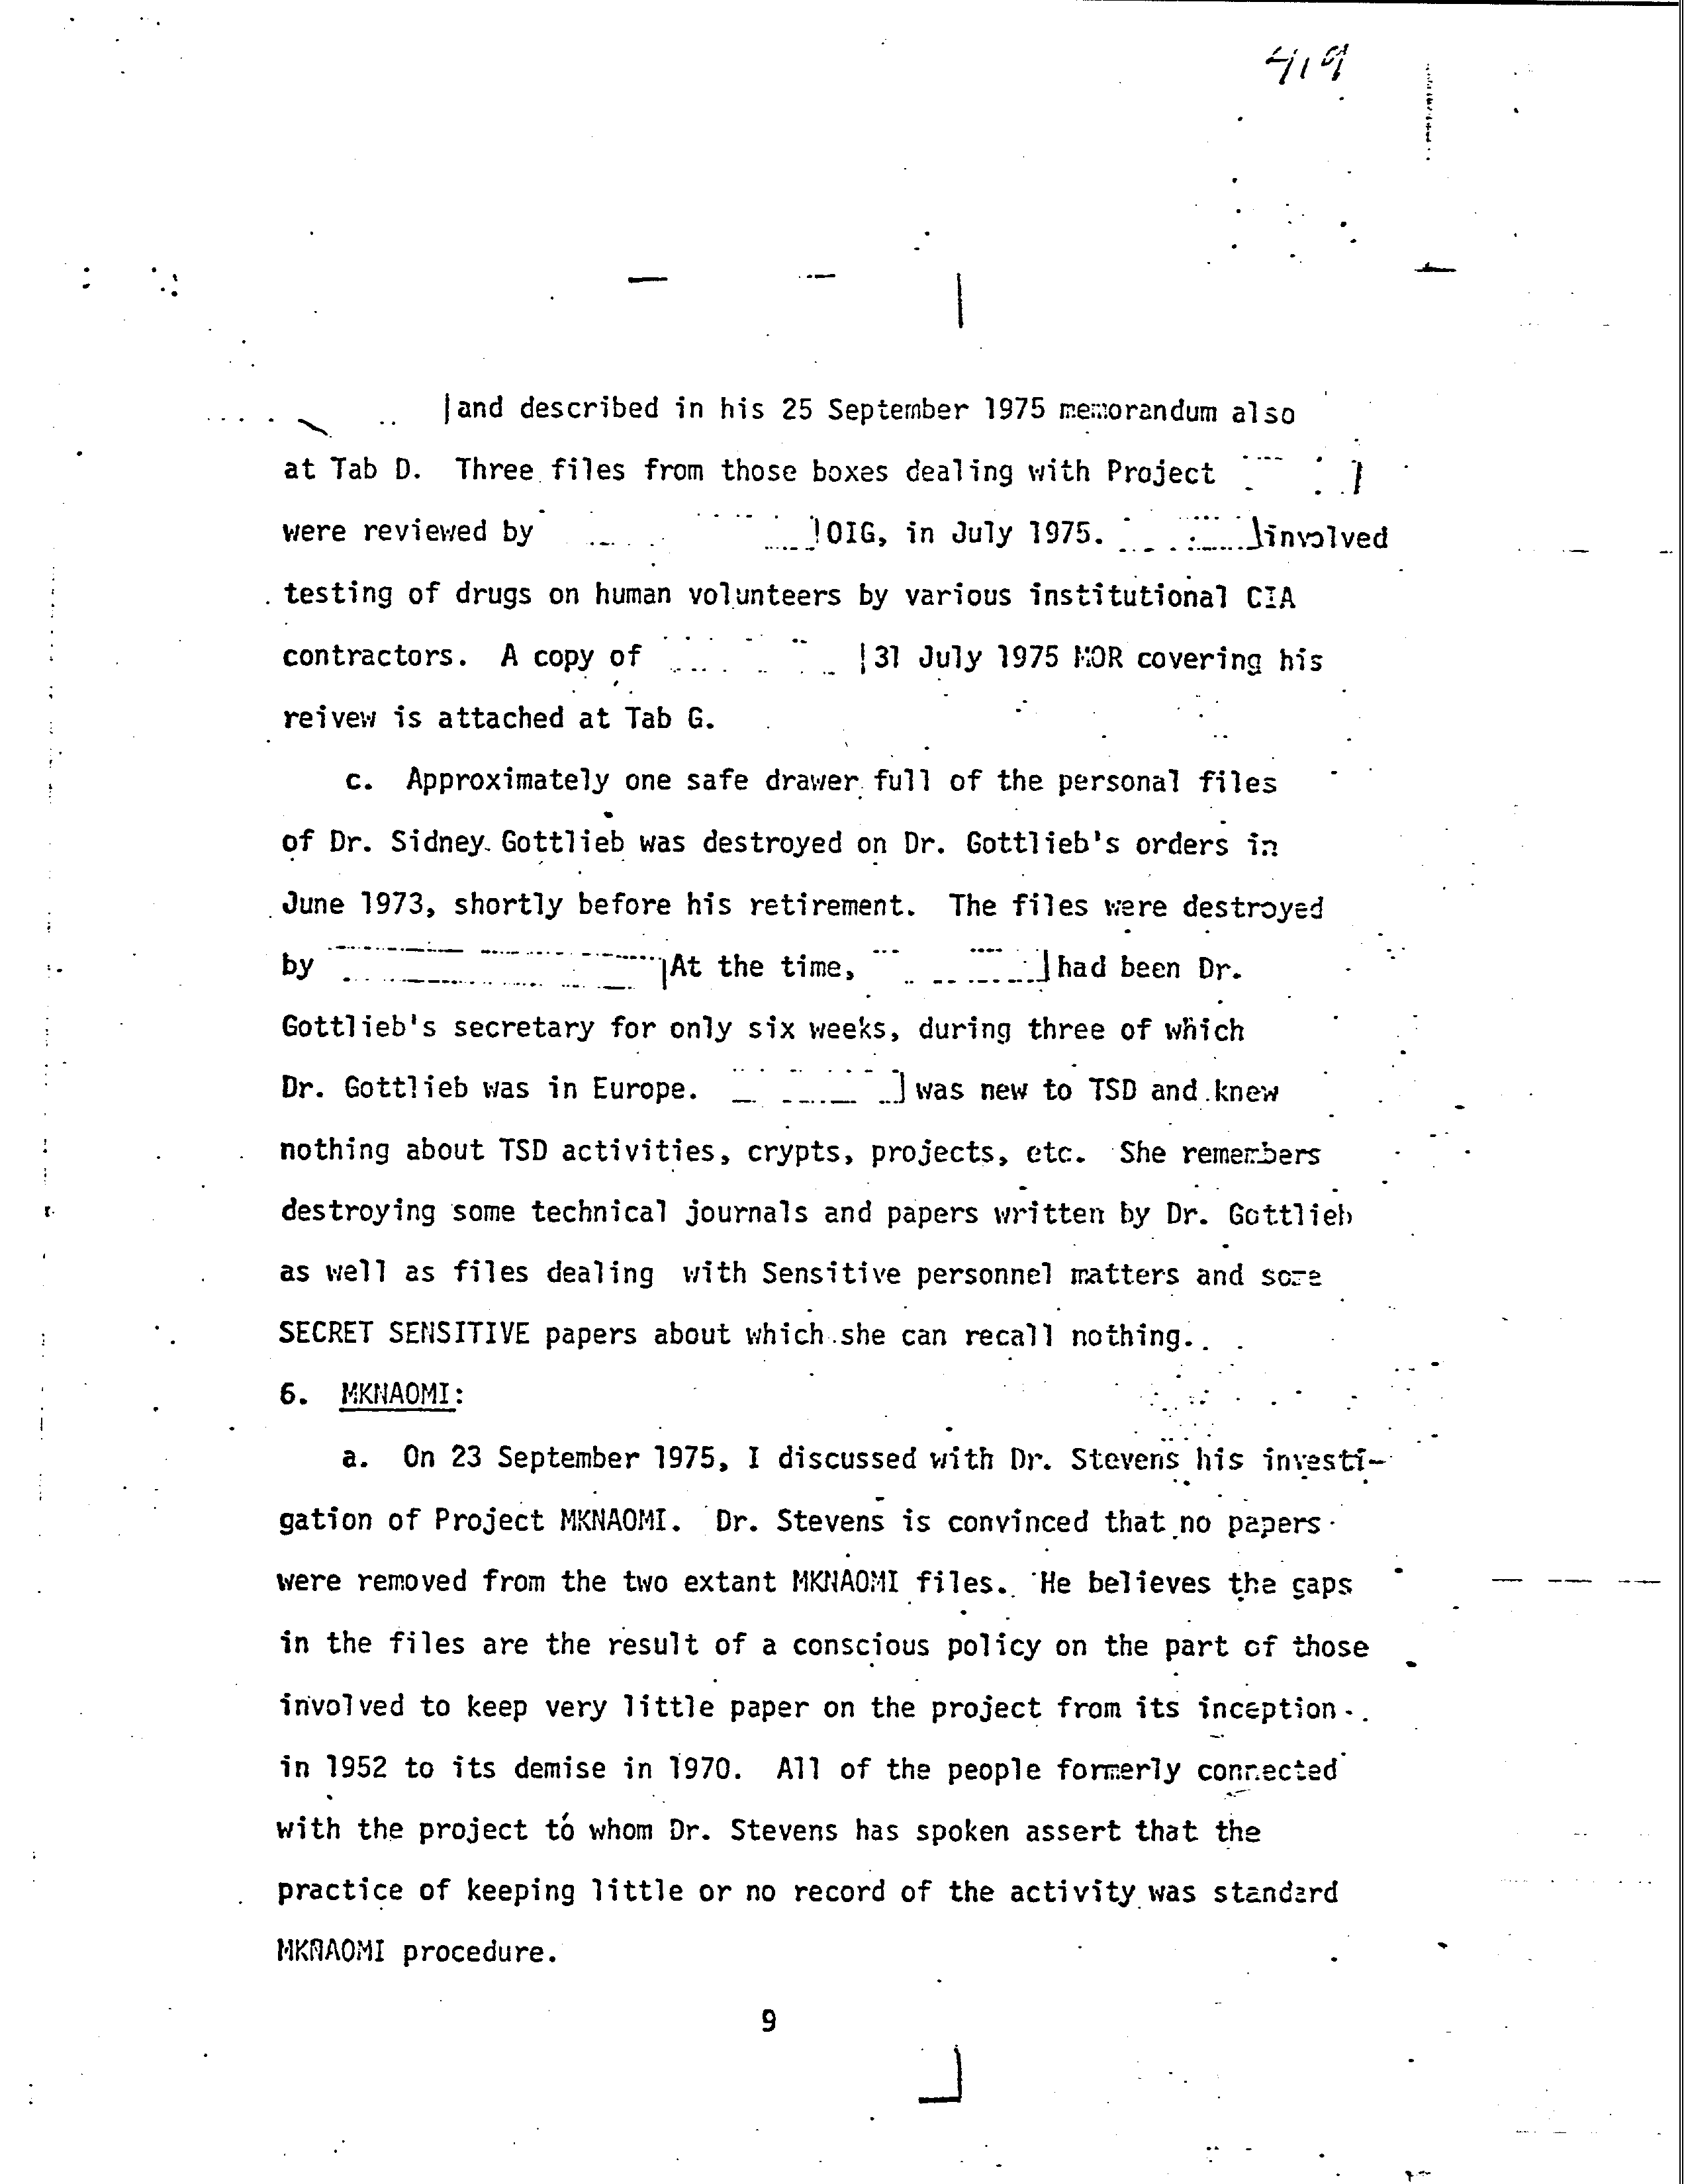 419
and described in his 25 September 1975 memorandum also
at Tab D. Three files from those boxes dealing with Project
were reviewed by OIG, in July 1975. involved
testing of drugs on human volunteers by various institutional CIA
contractors. A copy of 31 July 1975 MOR covering his
reivew is attached at Tab G.
c. Approximately one safe drawer full of the personal files
of Dr. Sidney Gottlieb was destroyed on Dr. Gottlieb's orders in
June 1973, shortly before his retirement. The files were destroyed
by At the time, had been Dr.
Gottlieb's secretary for only six weeks, during three of which
Dr. Gottlieb was in Europe. was new to TSD and knew
nothing about TSD activities, crypts, projects, etc. She remembers
destroying some technical journals and papers written by Dr. Gottlieb
as well as files dealing with Sensitive personnel matters and some
SECRET SENSITIVE papers about which she can recall nothing.
6. MKNAOMI:
a. On 23 September 1975, I discussed with Dr. Stevens his investi-
gation of Project MKNAOMI. Dr. Stevens is convinced that no papers
were removed from the two extant MKNAOMI files. He believes the gaps
in the files are the result of a conscious policy on the part of those
involved to keep very little paper on the project from its inception
in 1952 to its demise in 1970. All of the people formerly connected
with the project to whom Dr. Stevens has spoken assert that the
practice of keeping little or no record of the activity was standard
MKNAOMI procedure.
9